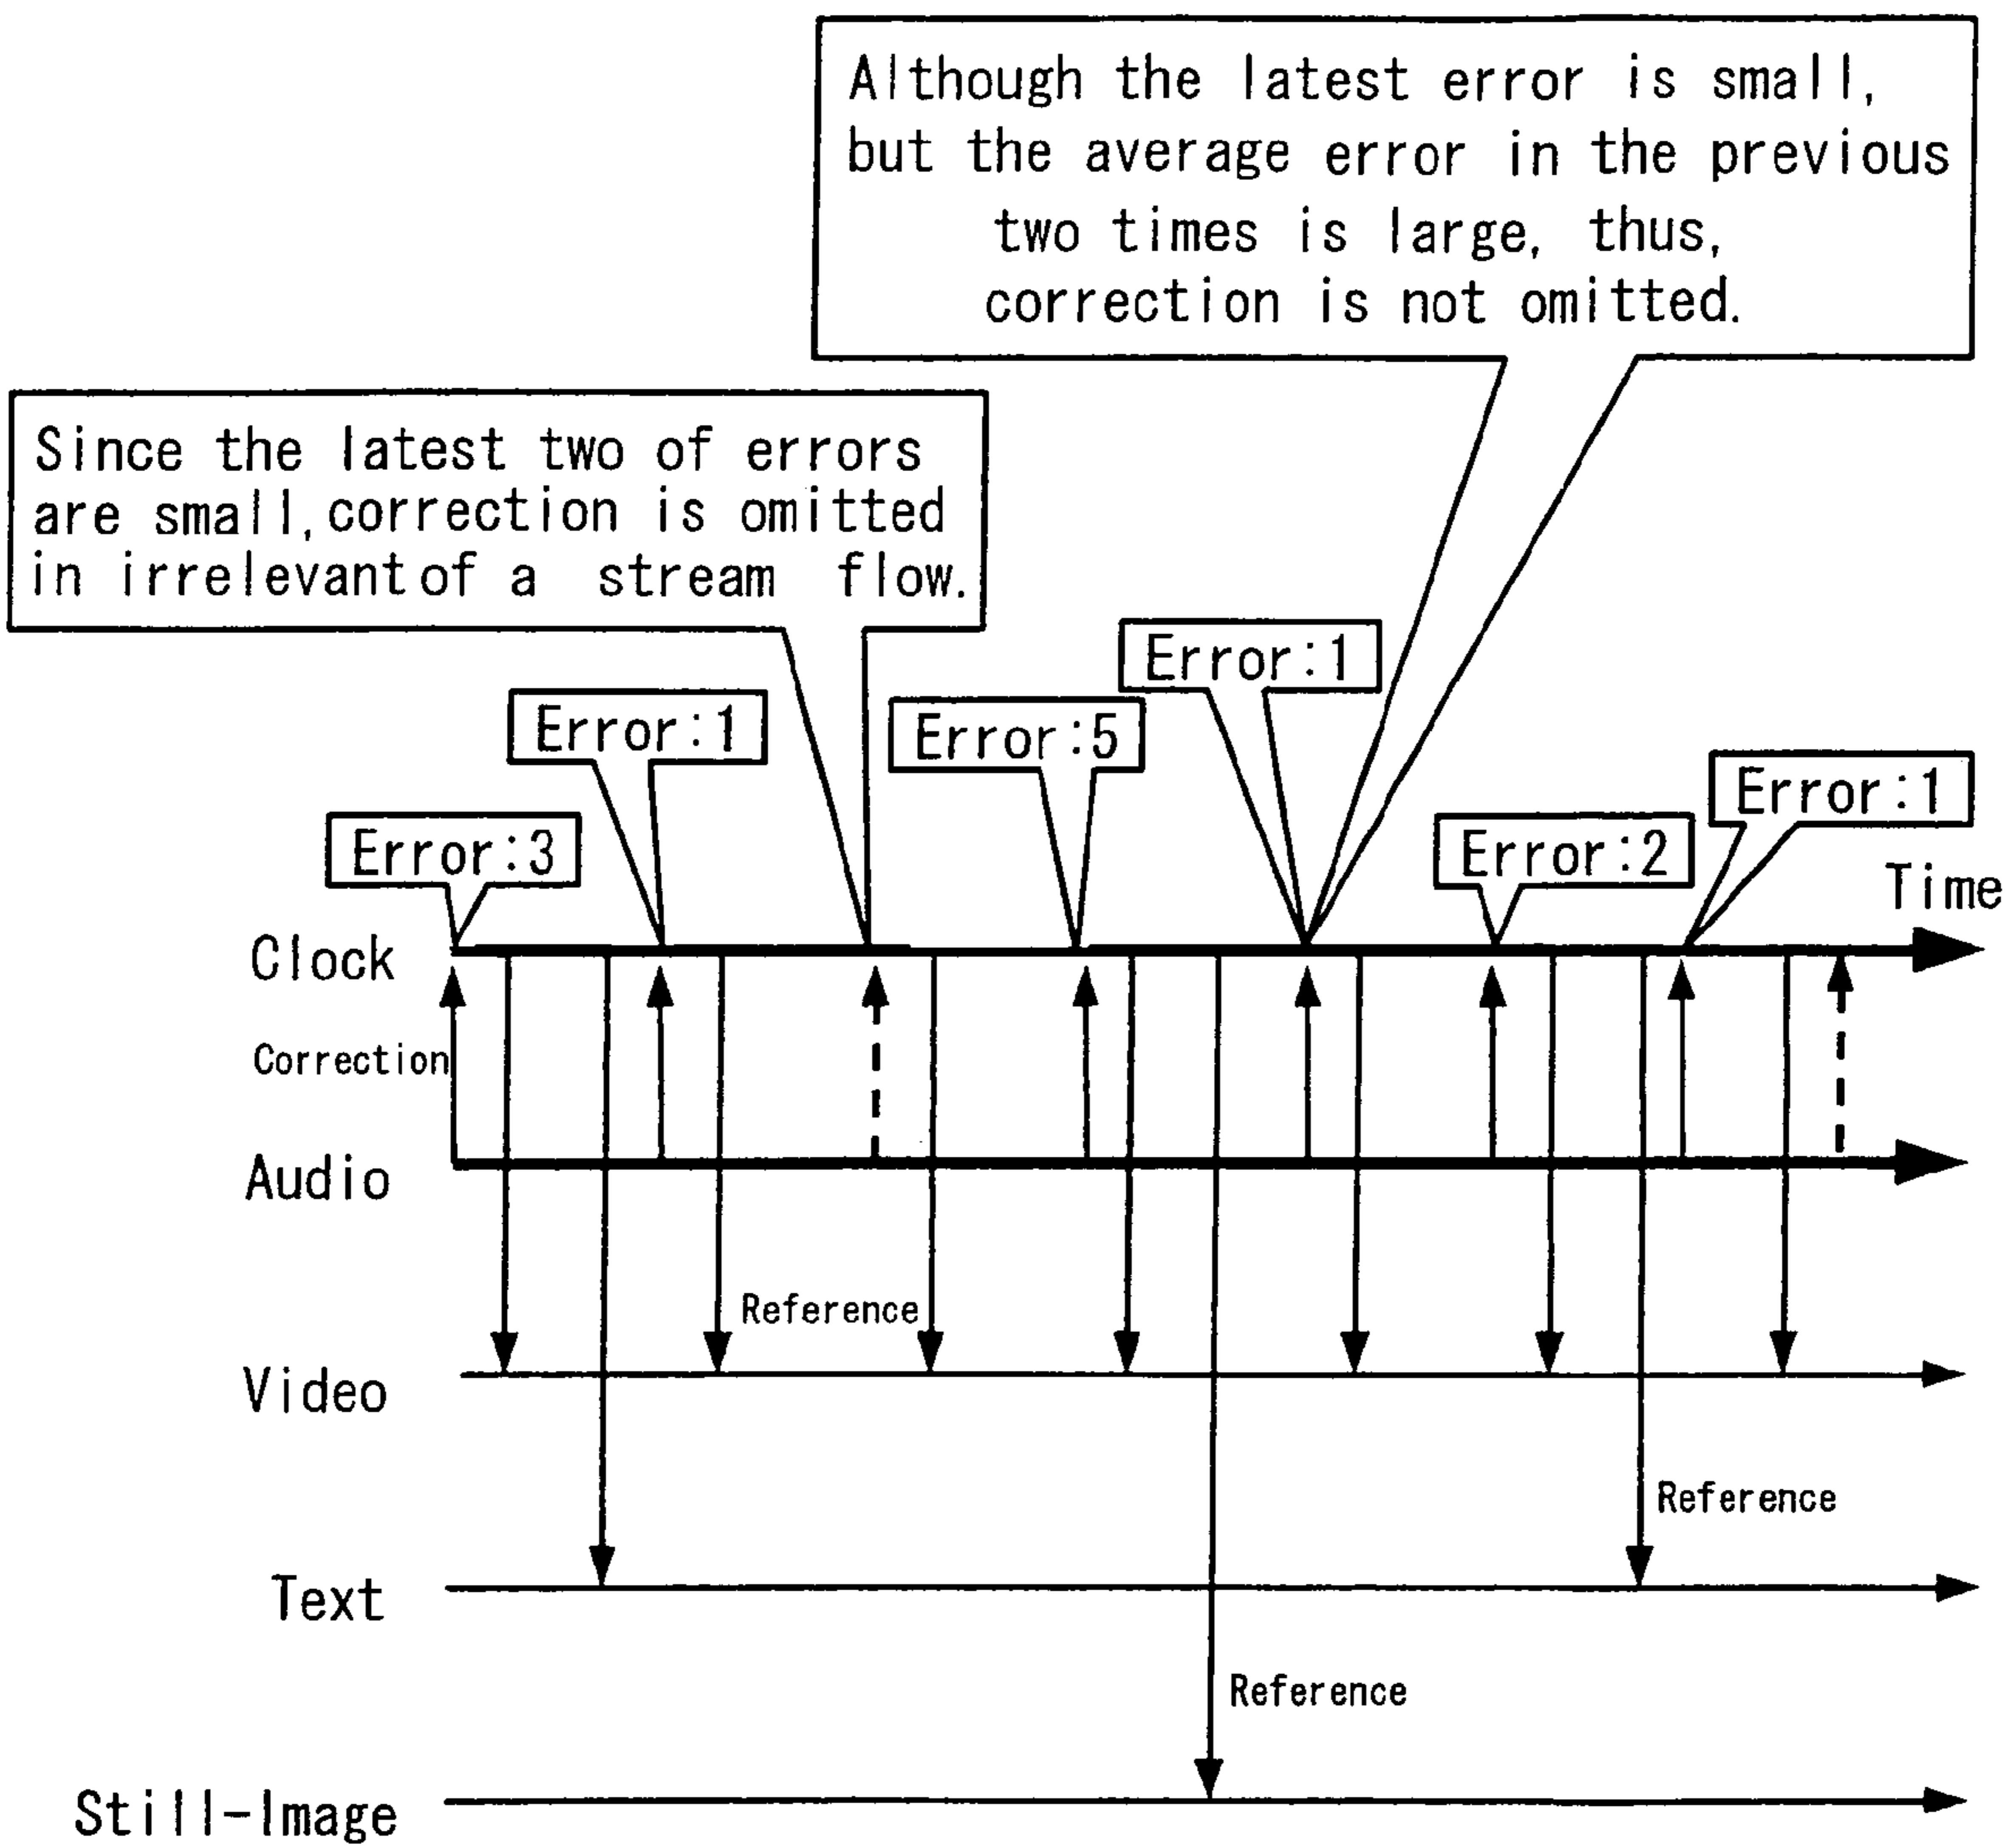 Although the latest error is small,
but the average error in the previous
two times is large, thus,
correction is not omitted.
Since the latest two of errors
are small, correction is omitted
in irrelevant of a stream flow.
Error:1
Error:1
Error:5
Error:1
Error:3
Error:2
Time
Clock
Correction
Audio
Reference
Video
Reference
Text
Reference
Still-Image